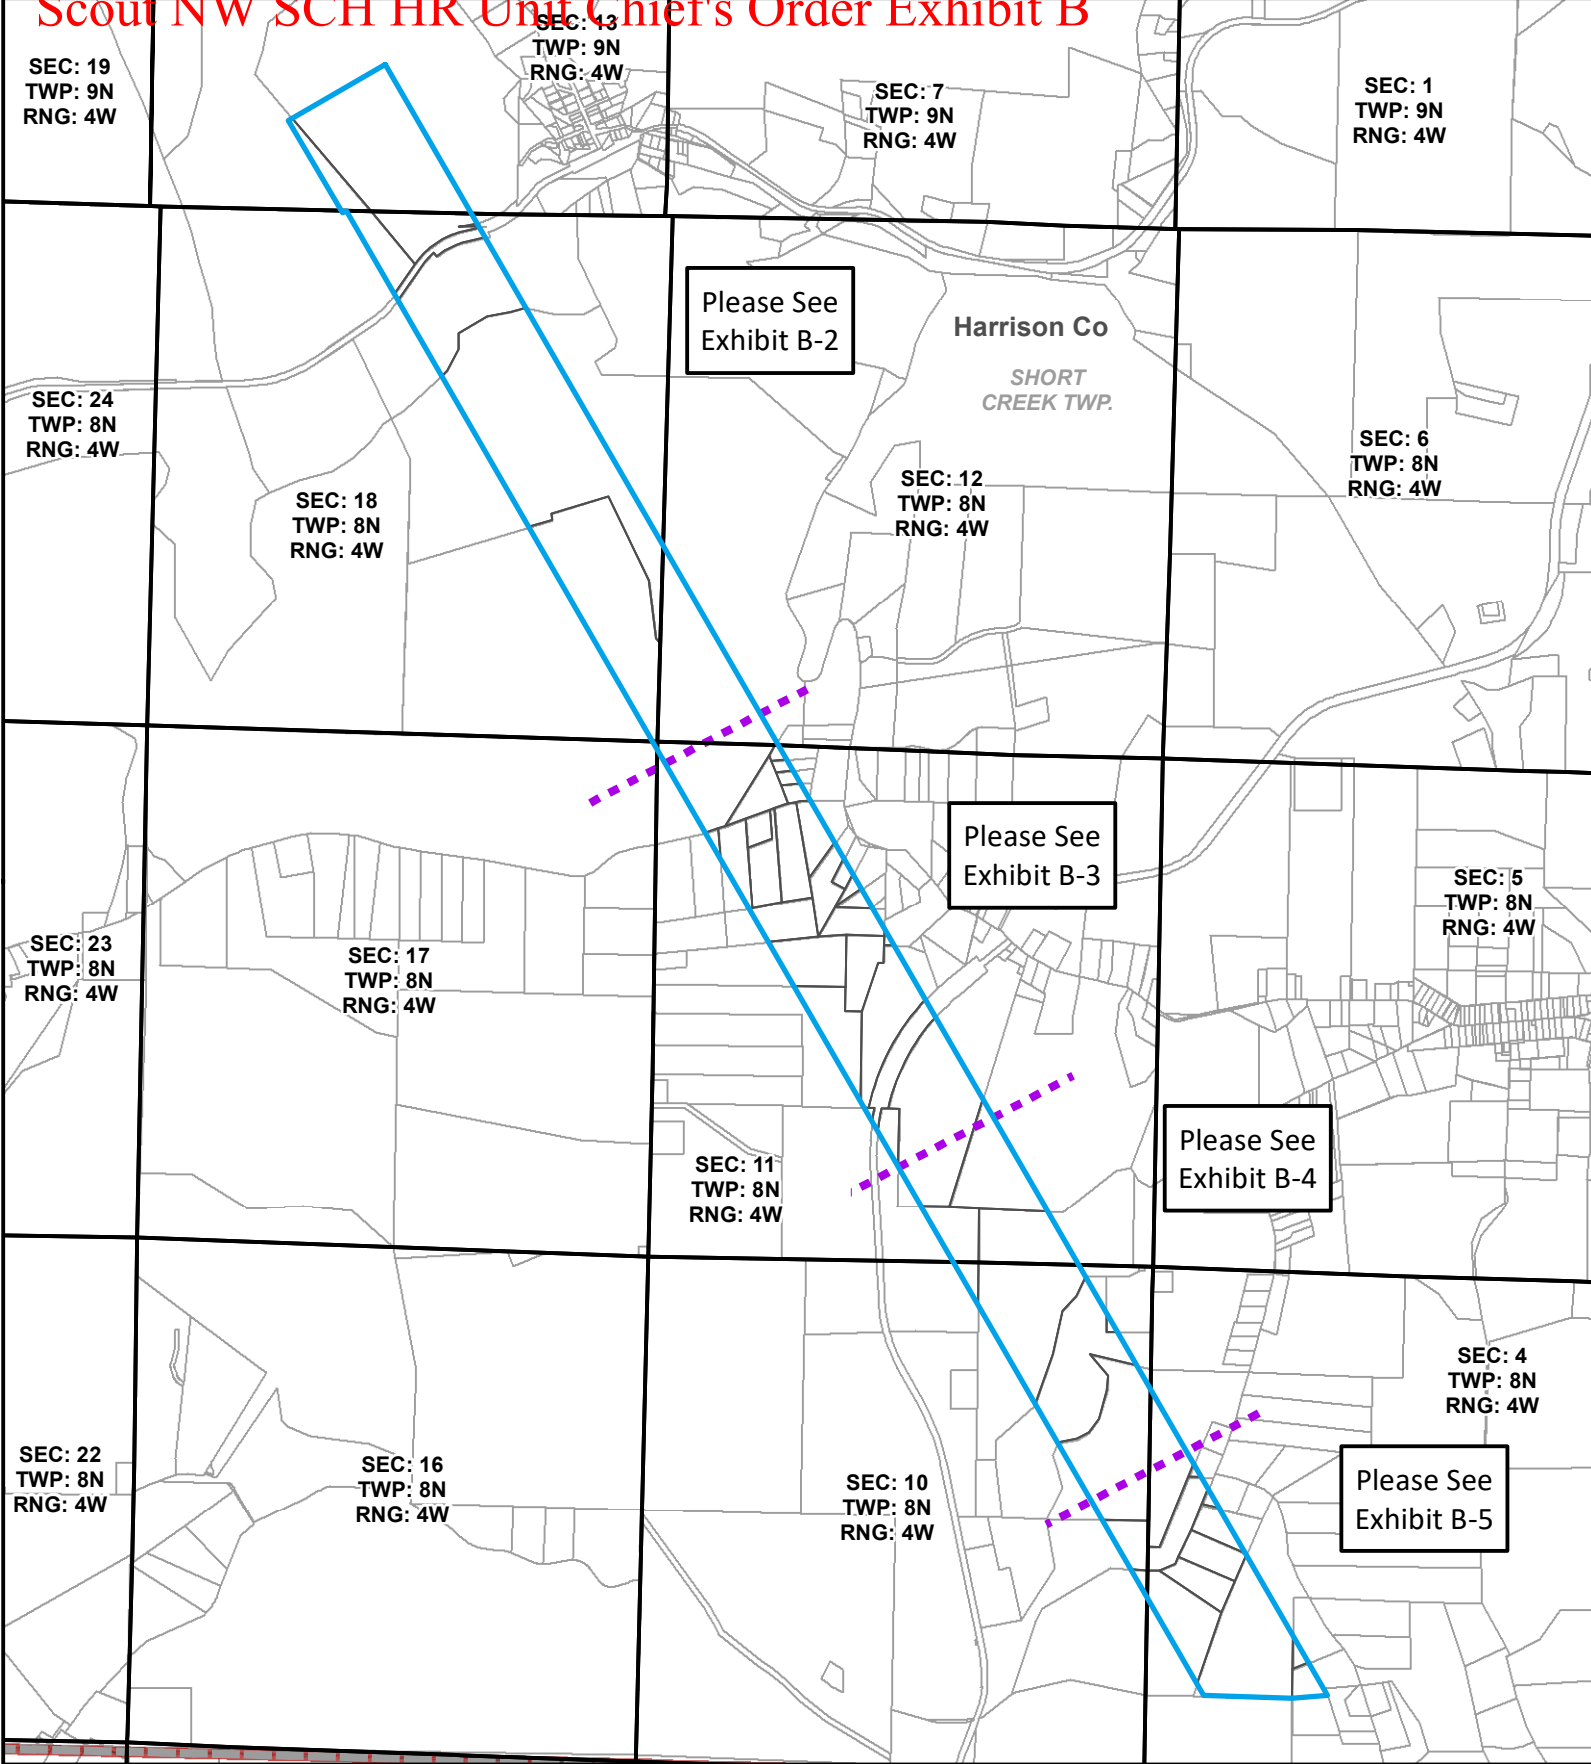 Scout NW SCH HR Unit Chief's Order Exhibit B
SEC: 13
TWP: 9N
RNG: 4W
SEC: 19
TWP: 9N
RNG: 4W
SEC: 7
TWP: 9N
RNG: 4W
SEC: 1
TWP: 9N
RNG: 4W
Please See
Exhibit B-2
Harrison Co
SHORT
CREEK TWP.
SEC: 24
TWP: 8N
RNG: 4W
SEC: 18
TWP: 8N
RNG: 4W
SEC: 12
TWP: 8N
RNG: 4W
SEC: 6
TWP: 8N
RNG: 4W
Please See
Exhibit B-3
SEC: 5
TWP: 8N
RNG: 4W
SEC: 23
TWP: 8N
RNG: 4W
SEC: 17
TWP: 8N
RNG: 4W
Please See
Exhibit B-4
SEC: 11
TWP: 8N
RNG: 4W
SEC: 4
TWP: 8N
RNG: 4W
SEC: 22
TWP: 8N
RNG: 4W
SEC: 16
TWP: 8N
RNG: 4W
SEC: 10
TWP: 8N
RNG: 4W
Please See
Exhibit B-5